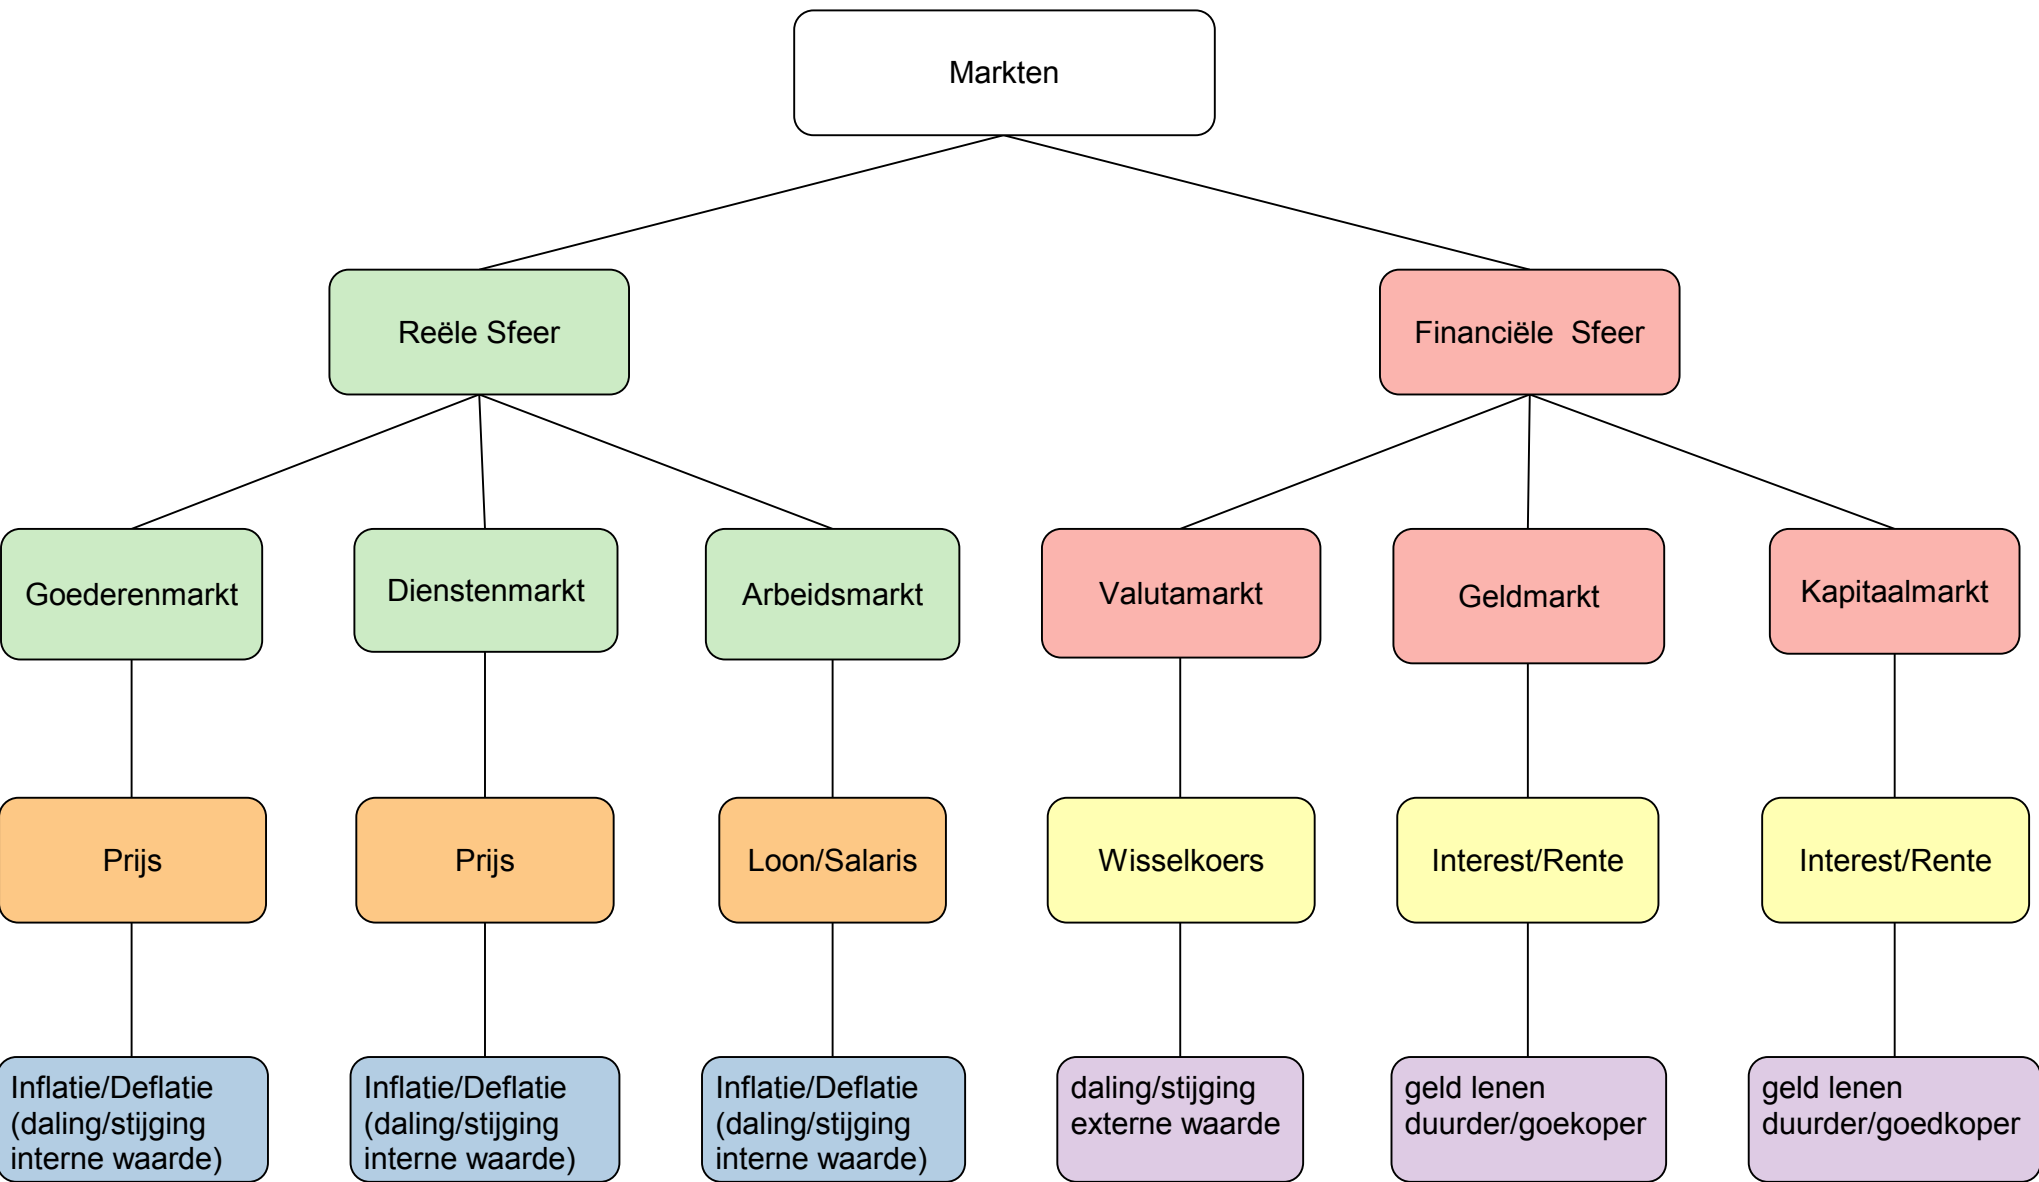 Markten
Reële Sfeer
Financiële  Sfeer
Goederenmarkt
Dienstenmarkt
Arbeidsmarkt
Valutamarkt
Geldmarkt
Kapitaalmarkt
Prijs
Prijs
Loon/Salaris
Wisselkoers
Interest/Rente
Interest/Rente
Inflatie/Deflatie
(daling/stijging
interne waarde)
Inflatie/Deflatie
(daling/stijging
interne waarde)
Inflatie/Deflatie
(daling/stijging
interne waarde)
daling/stijging
externe waarde
geld lenen
duurder/goekoper
geld lenen
duurder/goedkoper